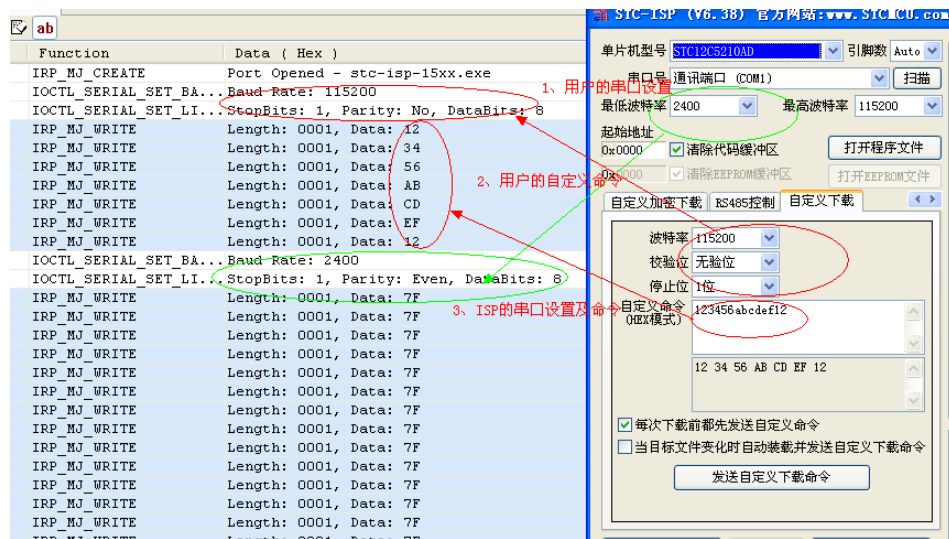 ab
Function Data ( Hex )
IRP_MJ_CREATE Port Opened - stc-isp-15xx.exe
IOCTL_SERIAL_SET_BA...Baud Rate: 115200
IOCTL_SERIAL_SET_LI...StopBits: 1, Parity: No, DataBits: 8
IRP_MJ_WRITE Length: 0001, Data: 12
IRP_MJ_WRITE Length: 0001, Data: 34
IRP_MJ_WRITE Length: 0001, Data: 56
IRP_MJ_WRITE Length: 0001, Data: AB
IRP_MJ_WRITE Length: 0001, Data: CD
IRP_MJ_WRITE Length: 0001, Data: EF
IRP_MJ_WRITE Length: 0001, Data: 12
IOCTL_SERIAL_SET_BA...Baud Rate: 2400
IOCTL_SERIAL_SET_LI...StopBits: 1, Parity: Even, DataBits: 8
IRP_MJ_WRITE Length: 0001, Data: 7F
IRP_MJ_WRITE Length: 0001, Data: 7F
IRP_MJ_WRITE Length: 0001, Data: 7F
IRP_MJ_WRITE Length: 0001, Data: 7F
IRP_MJ_WRITE Length: 0001, Data: 7F
IRP_MJ_WRITE Length: 0001, Data: 7F
IRP_MJ_WRITE Length: 0001, Data: 7F
IRP_MJ_WRITE Length: 0001, Data: 7F
IRP_MJ_WRITE Length: 0001, Data: 7F
IRP_MJ_WRITE Length: 0001, Data: 7F
IRP_MJ_WRITE Length: 0001, Data: 7F
IRP_MJ_WRITE Length: 0001, Data: 7F
IRP_MJ_WRITE Length: 0001, Data: 7F
1、用户的串口设置
2、用户的自定义命令
3、ISP的串口设置及命令
STC-ISP (V6.38) 官方网站:www.STCMCU.com
单片机型号 STC12C5210AD 引脚数 Auto
串口号 通讯端口 (COM1) 扫描
最低波特率 2400 最高波特率 115200
起始地址
0x0000 清除代码缓冲区 打开程序文件
0x0000 清除EEPROM缓冲区 打开EEPROM文件
自定义加密下载 RS485控制 自定义下载
波特率 115200
校验位 无验位
停止位 1位
自定义命令 123456abcdef12
(HEX模式)
12 34 56 AB CD EF 12
每次下载前都先发送自定义命令
当目标文件变化时自动装载并发送自定义下载命令
发送自定义下载命令